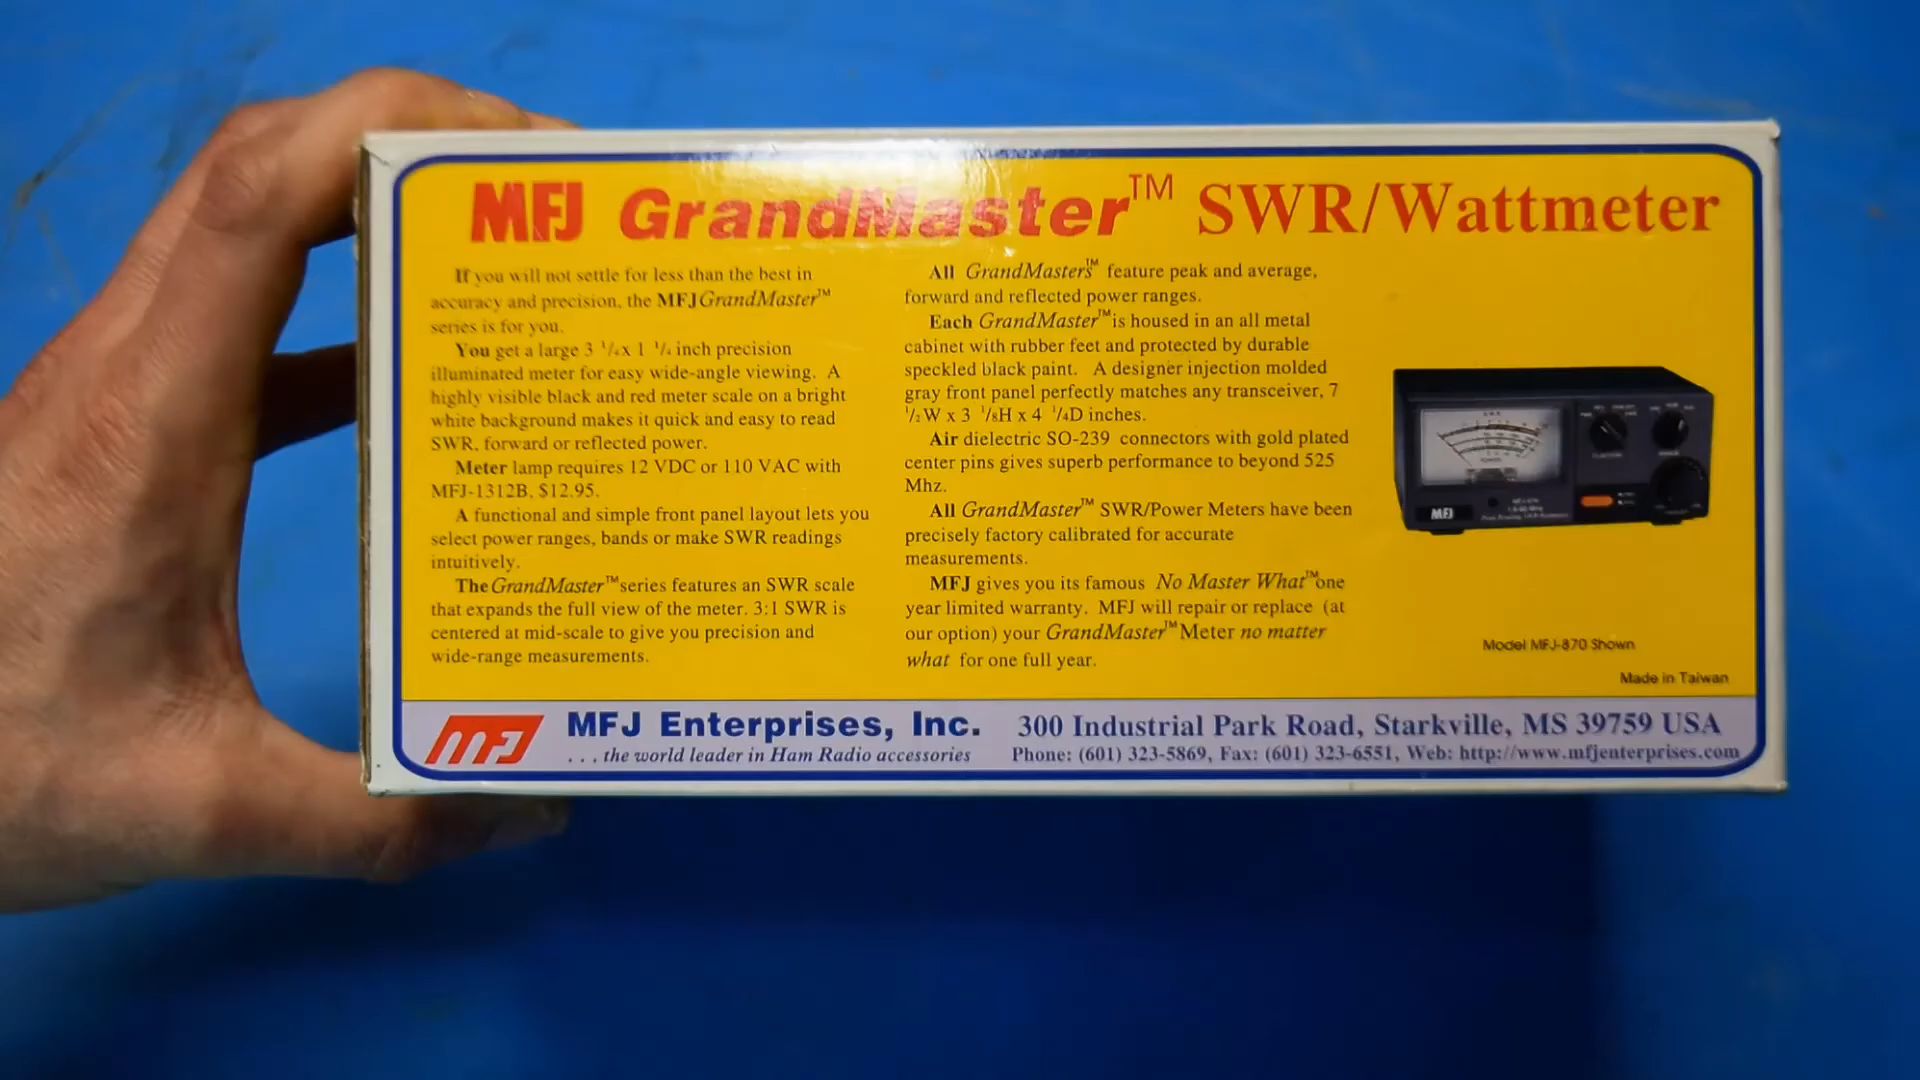 MFJ GrandMaster™ SWR/Wattmeter
If you will not settle for less than the best in
accuracy and precision, the MFJ GrandMaster™
series is for you.
You get a large 3 1/4 x 1 1/4 inch precision
illuminated meter for easy wide-angle viewing. A
highly visible black and red meter scale on a bright
white background makes it quick and easy to read
SWR, forward or reflected power.
Meter lamp requires 12 VDC or 110 VAC with
MFJ-1312B, $12.95.
A functional and simple front panel layout lets you
select power ranges, bands or make SWR readings
intuitively.
The GrandMaster™ series features an SWR scale
that expands the full view of the meter. 3:1 SWR is
centered at mid-scale to give you precision and
wide-range measurements.
All GrandMasters™ feature peak and average,
forward and reflected power ranges.
Each GrandMaster™ is housed in an all metal
cabinet with rubber feet and protected by durable
speckled black paint. A designer injection molded
gray front panel perfectly matches any transceiver, 7
1/2 W x 3 1/8H x 4 1/4D inches.
Air dielectric SO-239 connectors with gold plated
center pins gives superb performance to beyond 525
Mhz.
All GrandMaster™ SWR/Power Meters have been
precisely factory calibrated for accurate
measurements.
MFJ gives you its famous No Master What™ one
year limited warranty. MFJ will repair or replace (at
our option) your GrandMaster™ Meter no matter
what for one full year.
MFJ
Model MFJ-870 Shown
Made in Taiwan
MFJ MFJ Enterprises, Inc. 300 Industrial Park Road, Starkville, MS 39759 USA
. . . the world leader in Ham Radio accessories Phone: (601) 323-5869, Fax: (601) 323-6551, Web: http://www.mfjenterprises.com